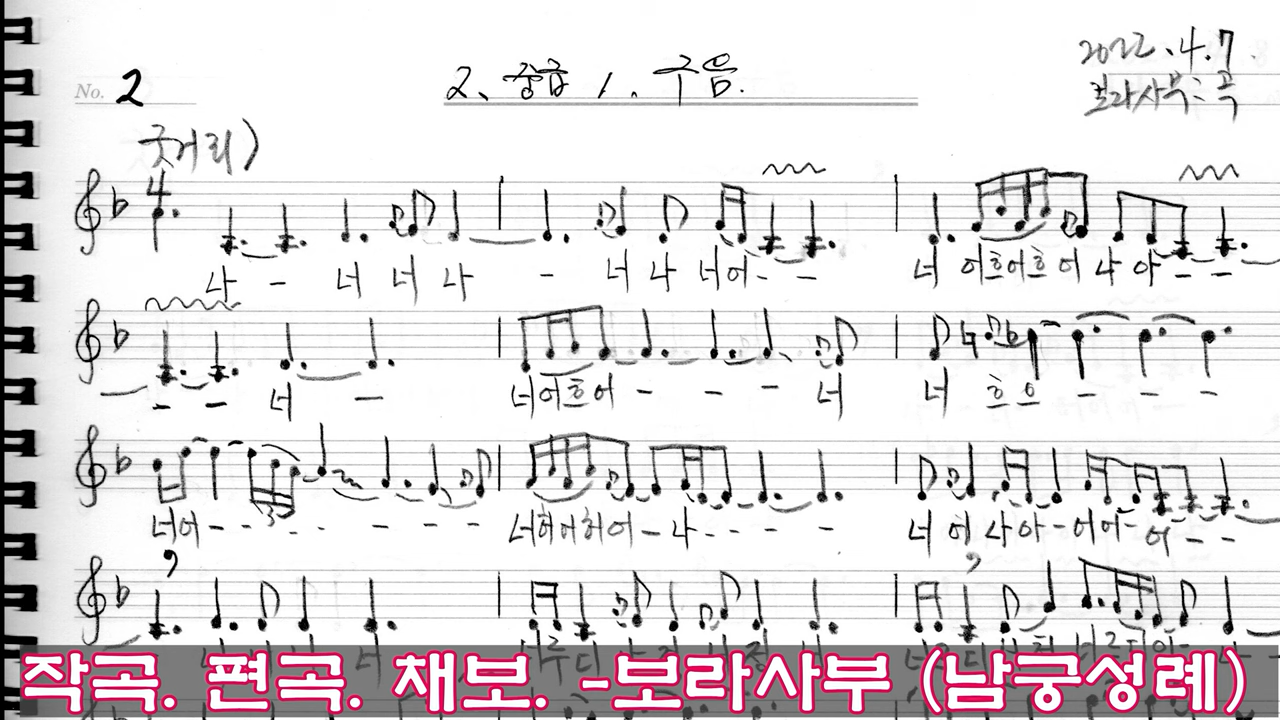 2022.4.7.
No. 2
2、중급 1. 구음.
보라사부:곡
굿거리)
4
나 - 너 너 나 - 너 나 너어 - - 너 어흐어흐 어 나 아 - -
- - 너 - 너어흐어 - - - 너 너 흐으 - - -
너어 - - 3 - - - - 너허어허어 - 나 - - - - 너 어 나아 - 어어 - 어 - -
작곡. 편곡. 채보. -보라사부 (남궁성례)